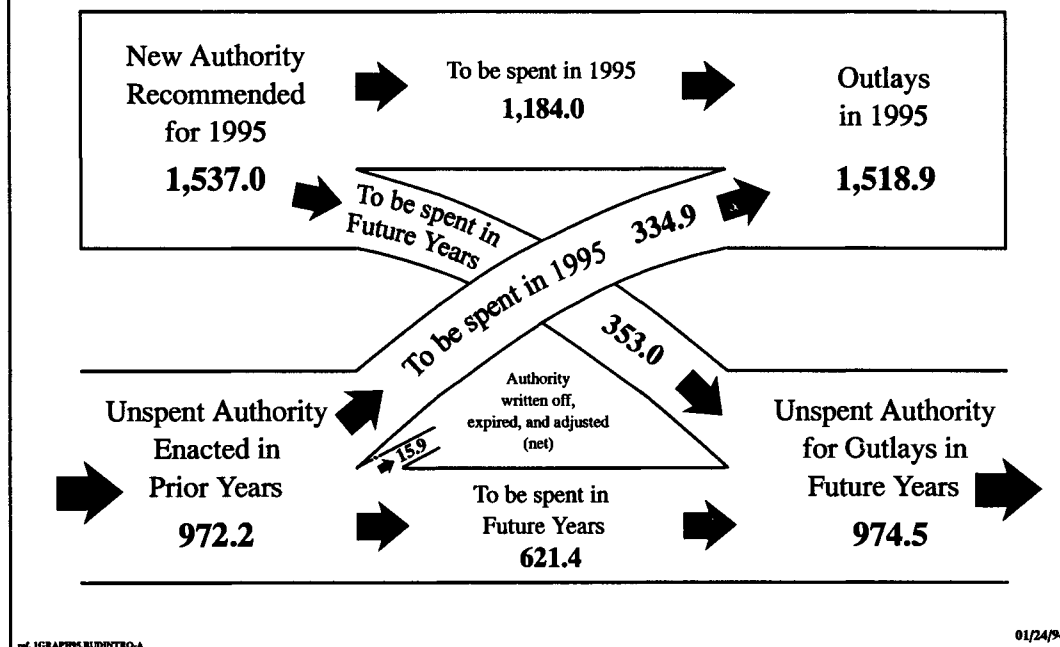 New Authority
Recommended
for 1995
1,537.0
To be spent in 1995
1,184.0
Outlays
in 1995
1,518.9
To be spent in
Future Years
353.0
To be spent in 1995 334.9
Unspent Authority
Enacted in
Prior Years
972.2
Authority
written off,
expired, and adjusted
(net)
15.9
To be spent in
Future Years
621.4
Unspent Authority
for Outlays in
Future Years
974.5
01/24/9